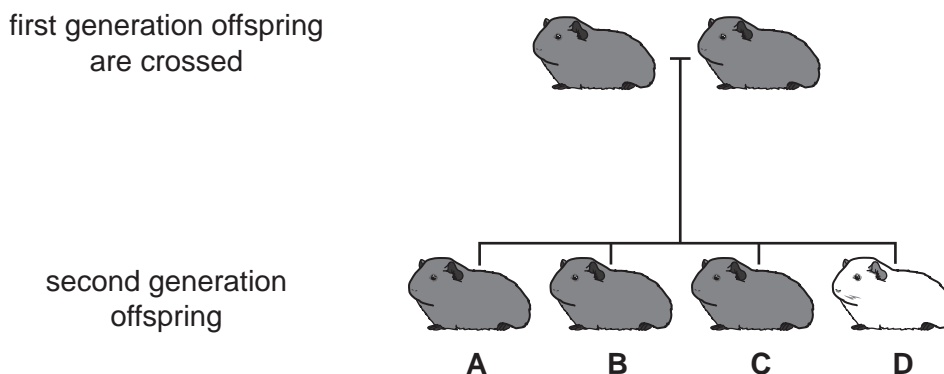 first generation offspring
are crossed
second generation
offspring
A B C D